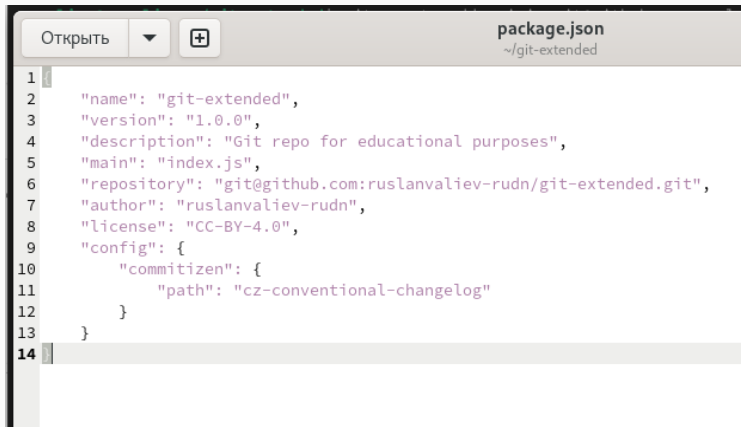 Открыть
package.json
~/git-extended
1 {
2     "name": "git-extended",
3     "version": "1.0.0",
4     "description": "Git repo for educational purposes",
5     "main": "index.js",
6     "repository": "git@github.com:ruslanvaliev-rudn/git-extended.git",
7     "author": "ruslanvaliev-rudn",
8     "license": "CC-BY-4.0",
9     "config": {
10         "commitizen": {
11             "path": "cz-conventional-changelog"
12         }
13     }
14 }